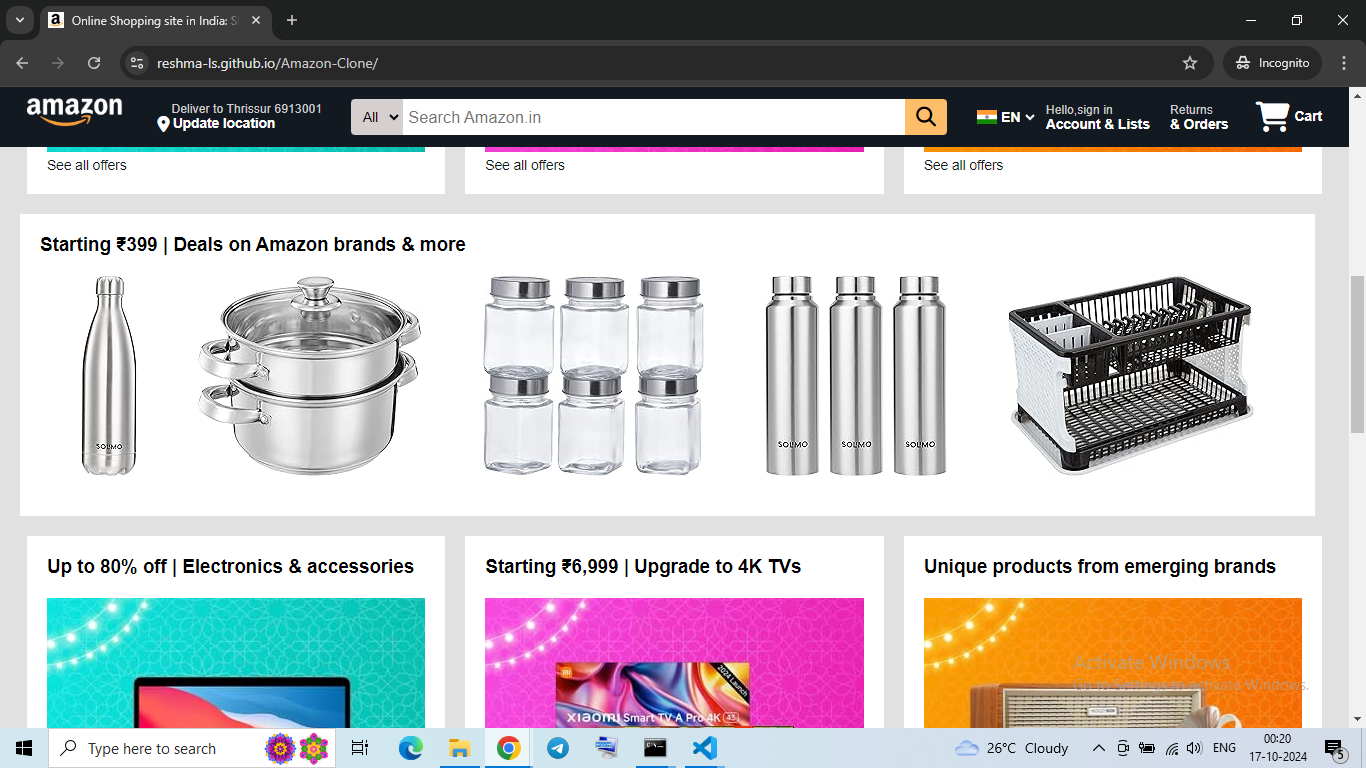 Online Shopping site in India: S
reshma-ls.github.io/Amazon-Clone/
Incognito
amazon
Deliver to Thrissur 6913001
Update location
All
Search Amazon.in
EN
Hello,sign in
Account & Lists
Returns
& Orders
Cart
See all offers
See all offers
See all offers
Starting ₹399 | Deals on Amazon brands & more
SOLIMO
SOLIMO
SOLIMO
SOLIMO
Up to 80% off | Electronics & accessories
Starting ₹6,999 | Upgrade to 4K TVs
Unique products from emerging brands
mi
2024 Launch
xiaomi Smart TV A Pro 4K 43
Activate Windows
Go to Settings to activate Windows.
Type here to search
26°C Cloudy
ENG
00:20
17-10-2024
5